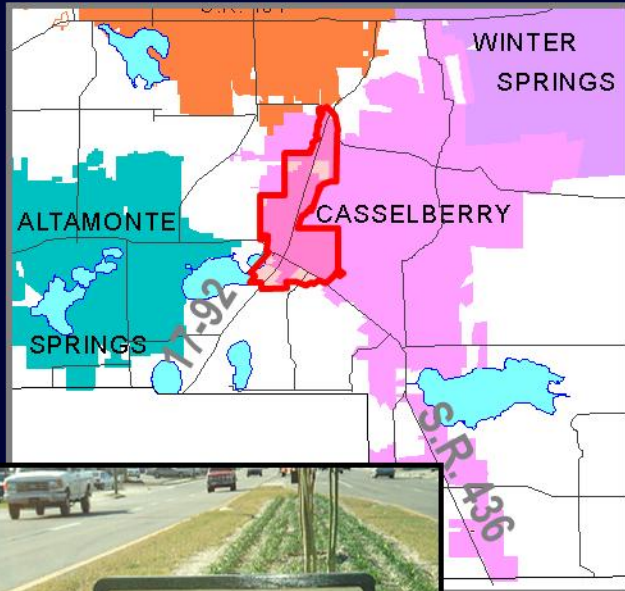 WINTER
SPRINGS
ALTAMONTE
CASSELBERRY
17-92
SPRINGS
S.R. 436